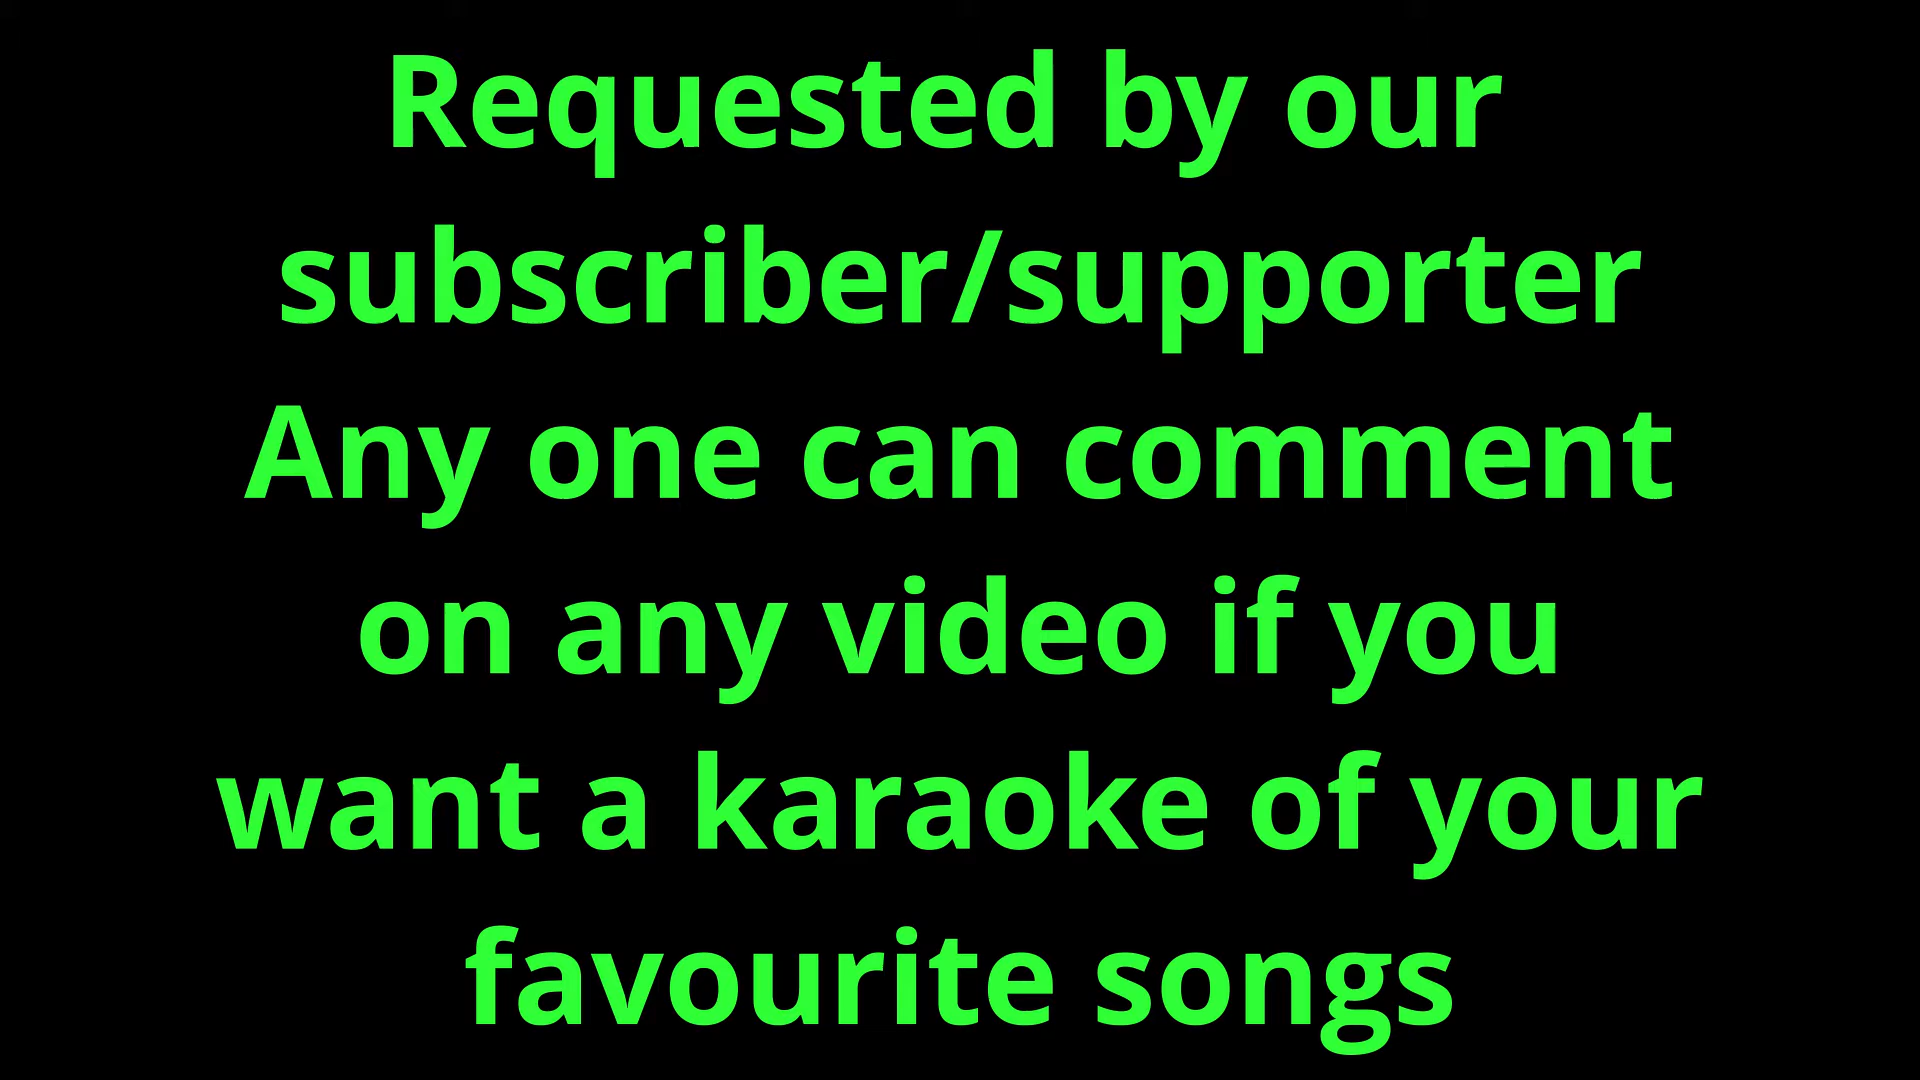 Requested by our
subscriber/supporter
Any one can comment
on any video if you
want a karaoke of your
favourite songs